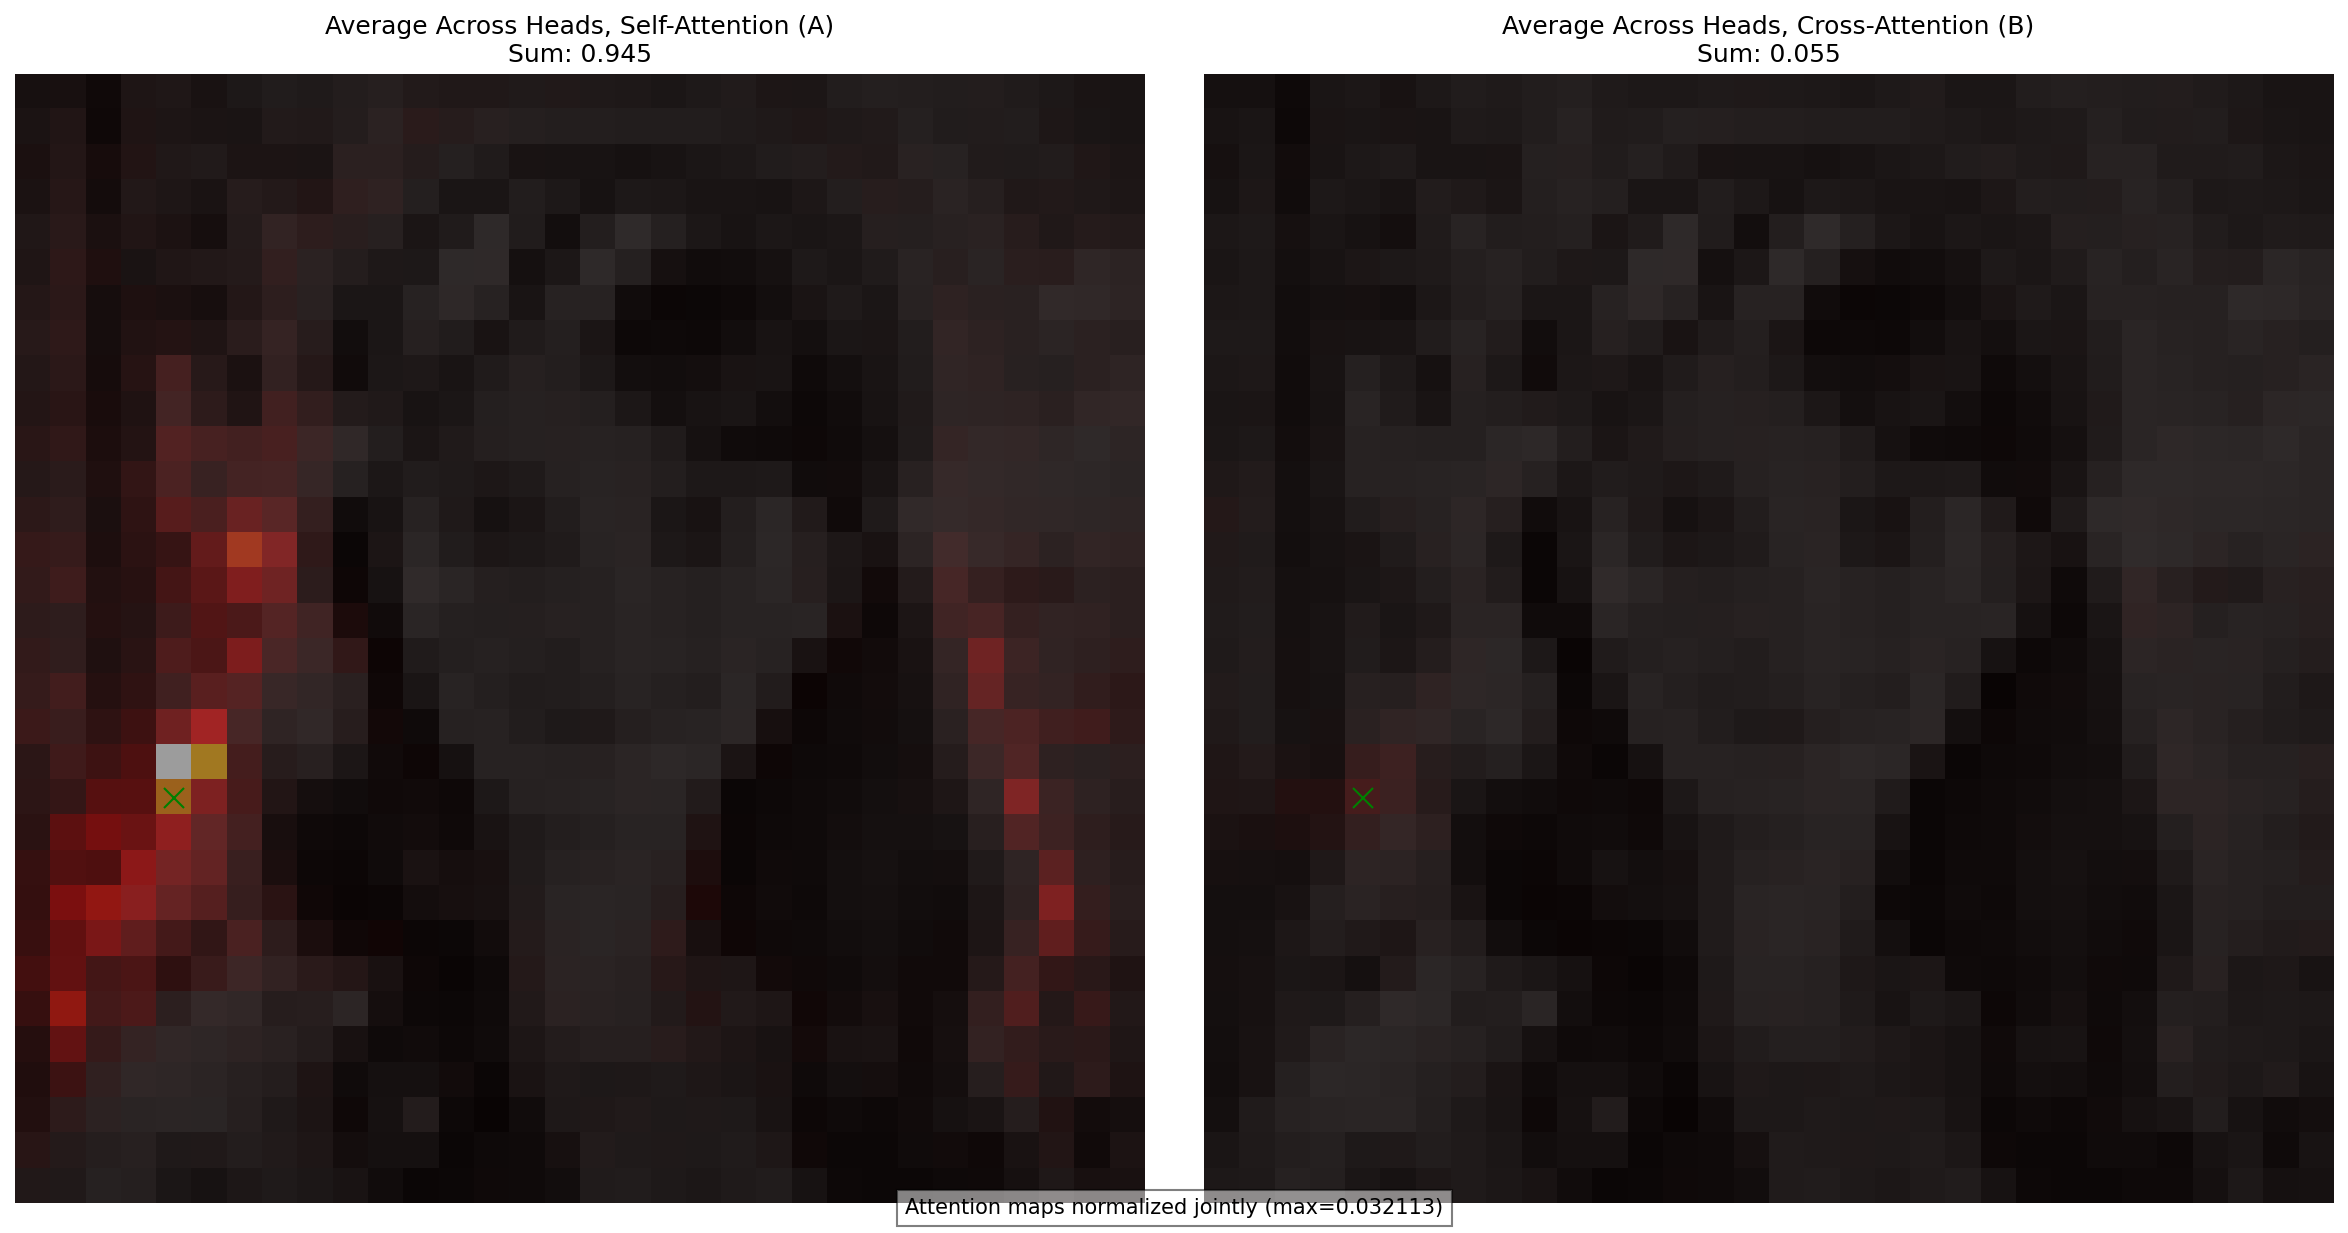 Average Across Heads, Self-Attention (A)
Sum: 0.945
Average Across Heads, Cross-Attention (B)
Sum: 0.055
Attention maps normalized jointly (max=0.032113)